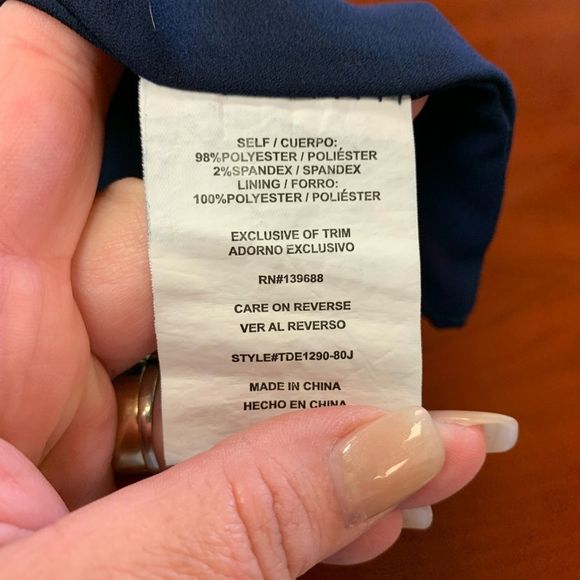 SELF / CUERPO:
98%POLYESTER / POLIÉSTER
2%SPANDEX / SPANDEX
LINING / FORRO:
100%POLYESTER / POLIÉSTER
EXCLUSIVE OF TRIM
ADORNO EXCLUSIVO
RN#139688
CARE ON REVERSE
VER AL REVERSO
STYLE#TDE1290-80J
MADE IN CHINA
HECHO EN CHINA